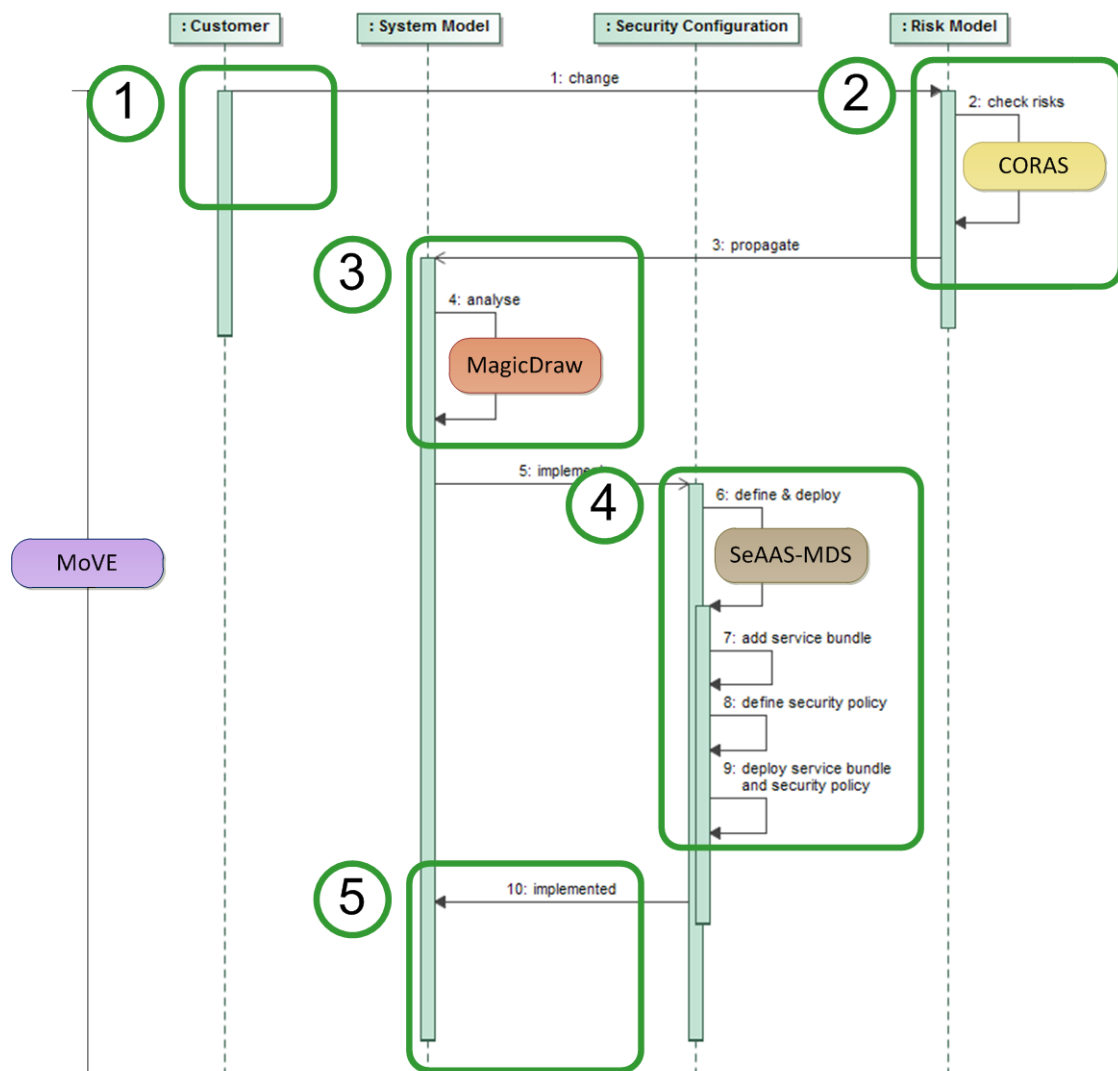 : Customer
: System Model
: Security Configuration
: Risk Model
1
1: change
2
2: check risks
CORAS
3: propagate
3
4: analyse
MagicDraw
5: implement
4
6: define & deploy
SeAAS-MDS
MoVE
7: add service bundle
8: define security policy
9: deploy service bundle
and security policy
5
10: implemented